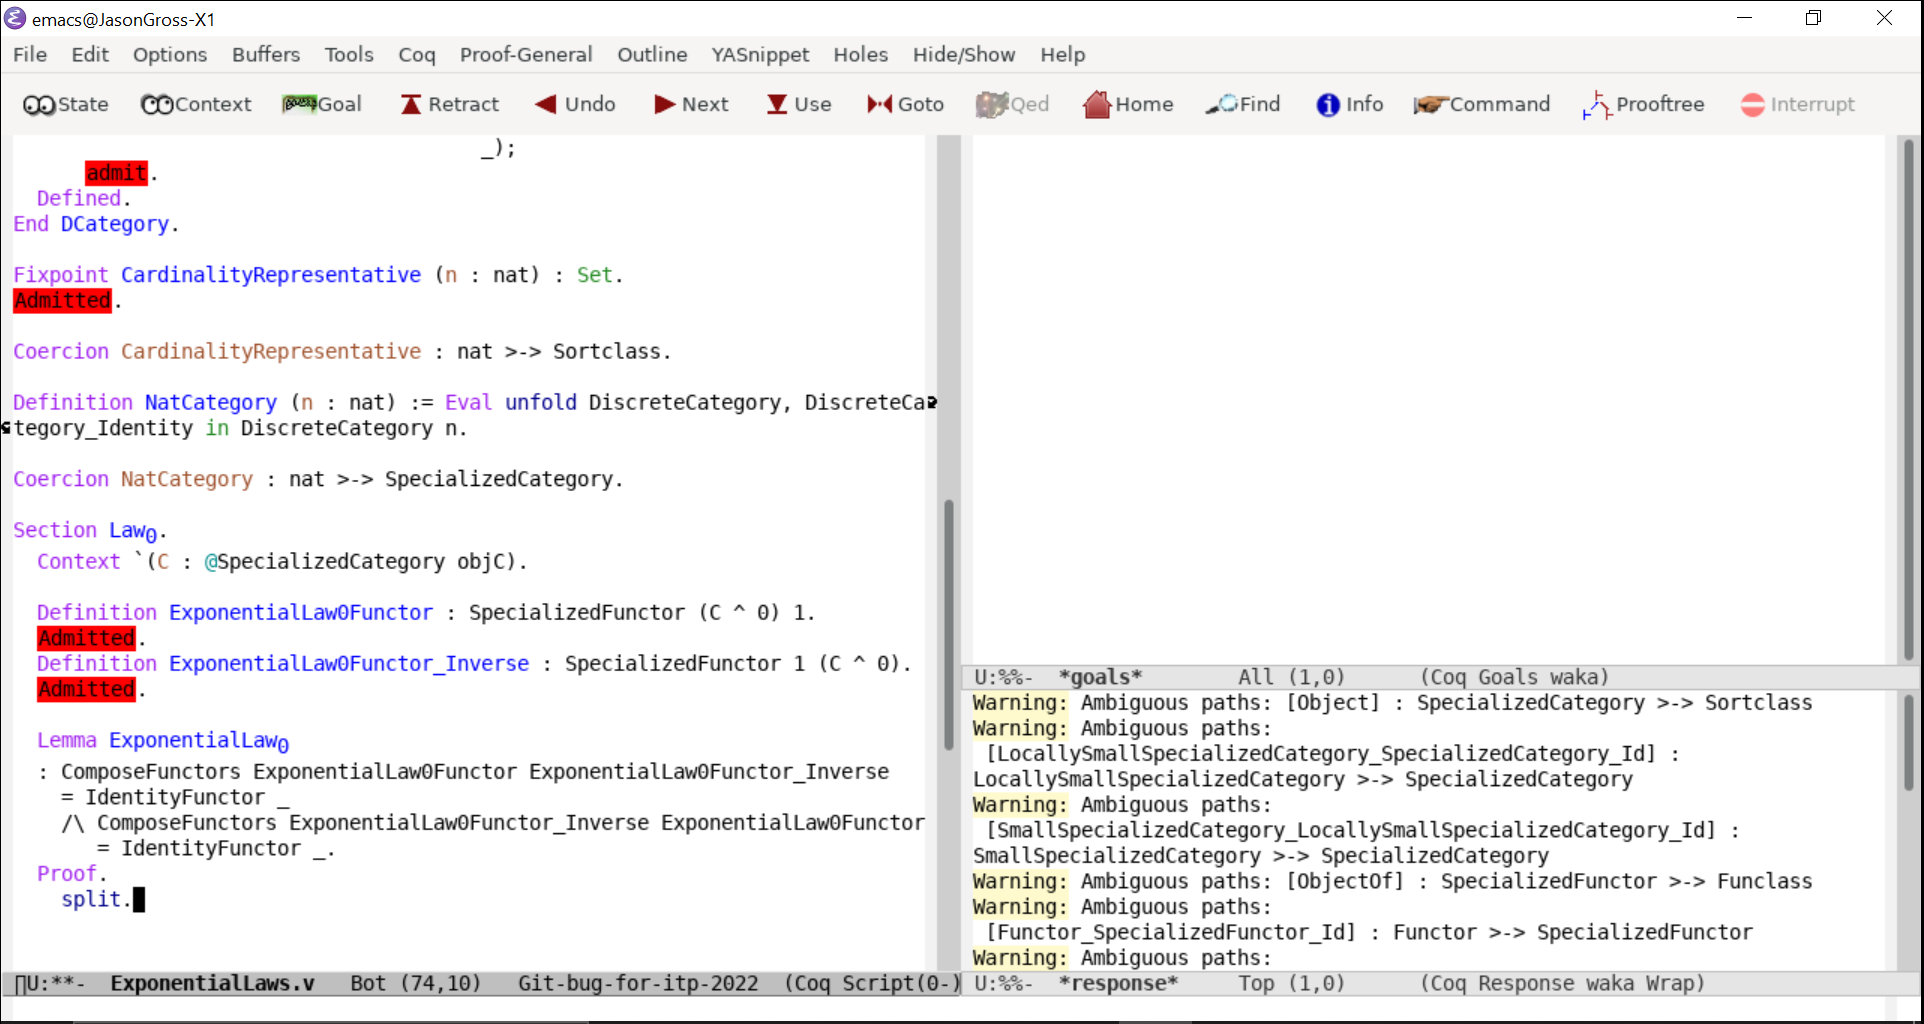 emacs@JasonGross-X1
File Edit Options Buffers Tools Coq Proof-General Outline YASnippet Holes Hide/Show Help
State Context Goal Retract Undo Next Use Goto Qed Home Find Info Command Prooftree Interrupt
_);
admit.
Defined.
End DCategory.
Fixpoint CardinalityRepresentative (n : nat) : Set.
Admitted.
Coercion CardinalityRepresentative : nat >-> Sortclass.
Definition NatCategory (n : nat) := Eval unfold DiscreteCategory, DiscreteCa
tegory_Identity in DiscreteCategory n.
Coercion NatCategory : nat >-> SpecializedCategory.
Section Law₀.
Context `(C : @SpecializedCategory objC).
Definition ExponentialLaw0Functor : SpecializedFunctor (C ^ 0) 1.
Admitted.
Definition ExponentialLaw0Functor_Inverse : SpecializedFunctor 1 (C ^ 0).
Admitted.
Lemma ExponentialLaw₀
: ComposeFunctors ExponentialLaw0Functor ExponentialLaw0Functor_Inverse
= IdentityFunctor _
/\ ComposeFunctors ExponentialLaw0Functor_Inverse ExponentialLaw0Functor
= IdentityFunctor _.
Proof.
split.
U:**- ExponentialLaws.v Bot (74,10) Git-bug-for-itp-2022 (Coq Script(0-)
U:%%- *goals* All (1,0) (Coq Goals waka)
Warning: Ambiguous paths: [Object] : SpecializedCategory >-> Sortclass
Warning: Ambiguous paths:
[LocallySmallSpecializedCategory_SpecializedCategory_Id] :
LocallySmallSpecializedCategory >-> SpecializedCategory
Warning: Ambiguous paths:
[SmallSpecializedCategory_LocallySmallSpecializedCategory_Id] :
SmallSpecializedCategory >-> SpecializedCategory
Warning: Ambiguous paths: [ObjectOf] : SpecializedFunctor >-> Funclass
Warning: Ambiguous paths:
[Functor_SpecializedFunctor_Id] : Functor >-> SpecializedFunctor
Warning: Ambiguous paths:
U:%%- *response* Top (1,0) (Coq Response waka Wrap)